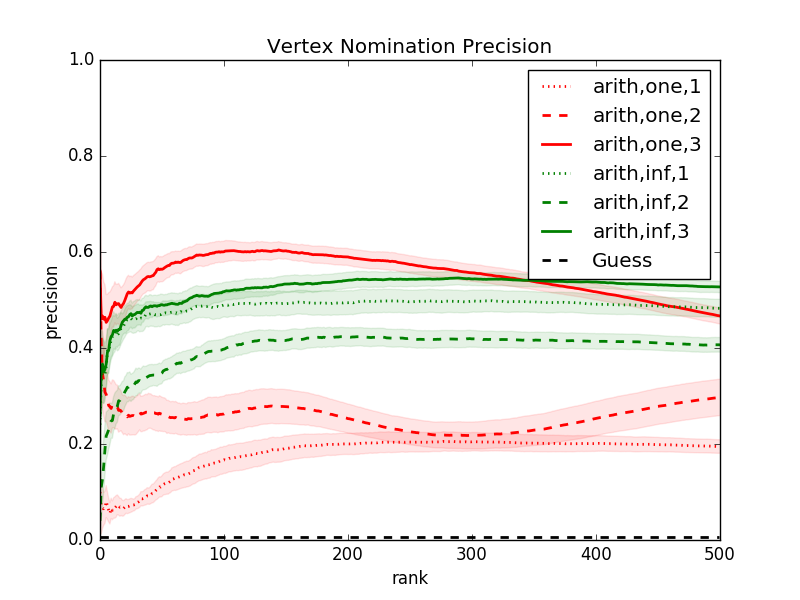 Vertex Nomination Precision
1.0
0.8
0.6
0.4
0.2
0.0
precision
arith,one,1
arith,one,2
arith,one,3
arith,inf,1
arith,inf,2
arith,inf,3
Guess
0 100 200 300 400 500
rank